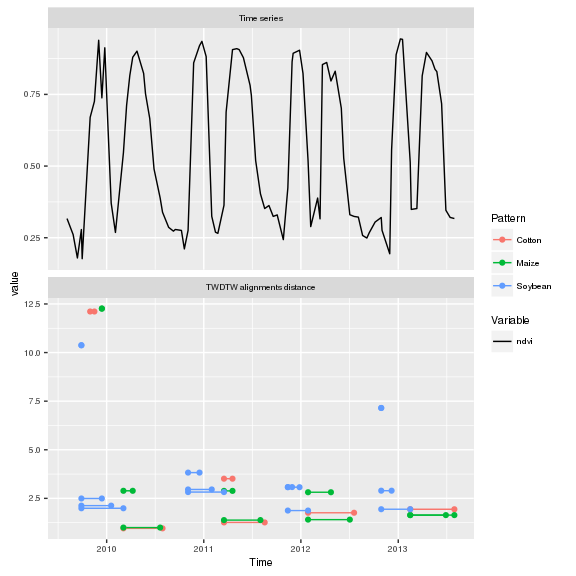 Time series
0.75
0.50
0.25
TWDTW alignments distance
12.5
10.0
7.5
5.0
2.5
2010 2011 2012 2013
Time
value
Pattern
Cotton
Maize
Soybean
Variable
ndvi